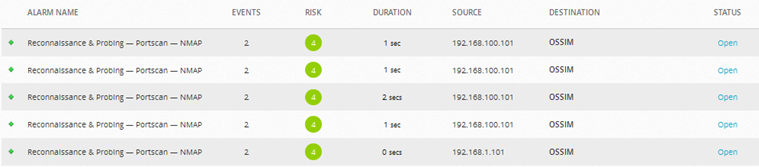 ALARM NAME EVENTS RISK DURATION SOURCE DESTINATION STATUS
Reconnaissance & Probing — Portscan — NMAP 2 4 1 sec 192.168.100.101 OSSIM Open
Reconnaissance & Probing — Portscan — NMAP 2 4 1 sec 192.168.100.101 OSSIM Open
Reconnaissance & Probing — Portscan — NMAP 2 4 2 secs 192.168.100.101 OSSIM Open
Reconnaissance & Probing — Portscan — NMAP 2 4 1 sec 192.168.100.101 OSSIM Open
Reconnaissance & Probing — Portscan — NMAP 2 4 0 secs 192.168.1.101 OSSIM Open